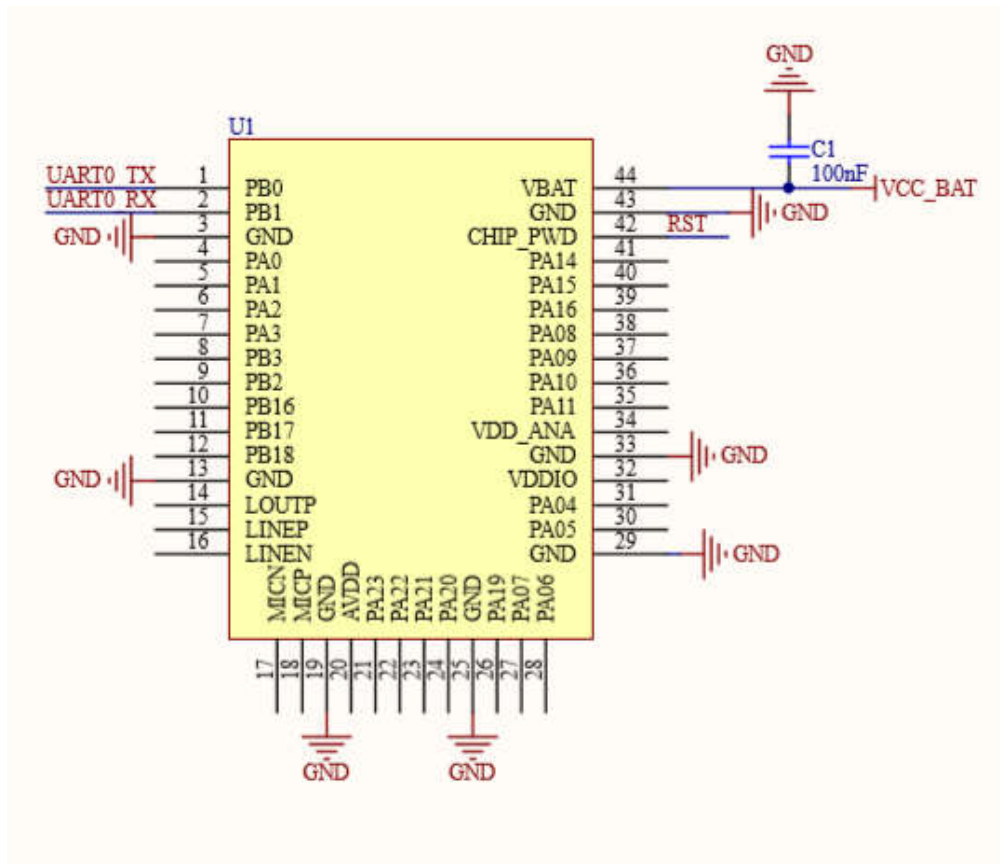 GND
U1
C1
100nF
UART0_TX 1 PB0 VBAT 44 VCC_BAT
UART0_RX 2 PB1 GND 43 GND
GND 3 GND CHIP_PWD 42 RST
4 PA0 PA14 41
5 PA1 PA15 40
6 PA2 PA16 39
7 PA3 PA08 38
8 PB3 PA09 37
9 PB2 PA10 36
10 PB16 PA11 35
11 PB17 VDD_ANA 34
12 PB18 GND 33 GND
GND 13 GND VDDIO 32
14 LOUTP PA04 31
15 LINEP PA05 30
16 LINEN GND 29 GND
MICN MICP GND AVDD PA23 PA22 PA21 PA20 GND PA19 PA07 PA06
17 18 19 20 21 22 23 24 25 26 27 28
GND GND